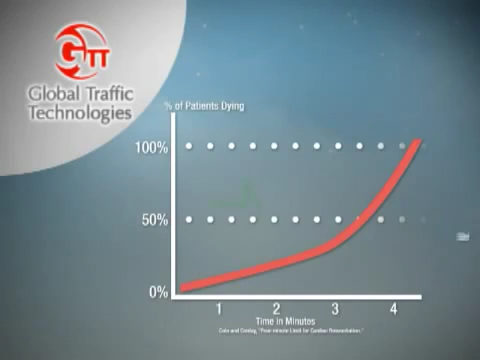 GTT
Global Traffic
Technologies
% of Patients Dying
100%
50%
0%
1 2 3 4
Time in Minutes